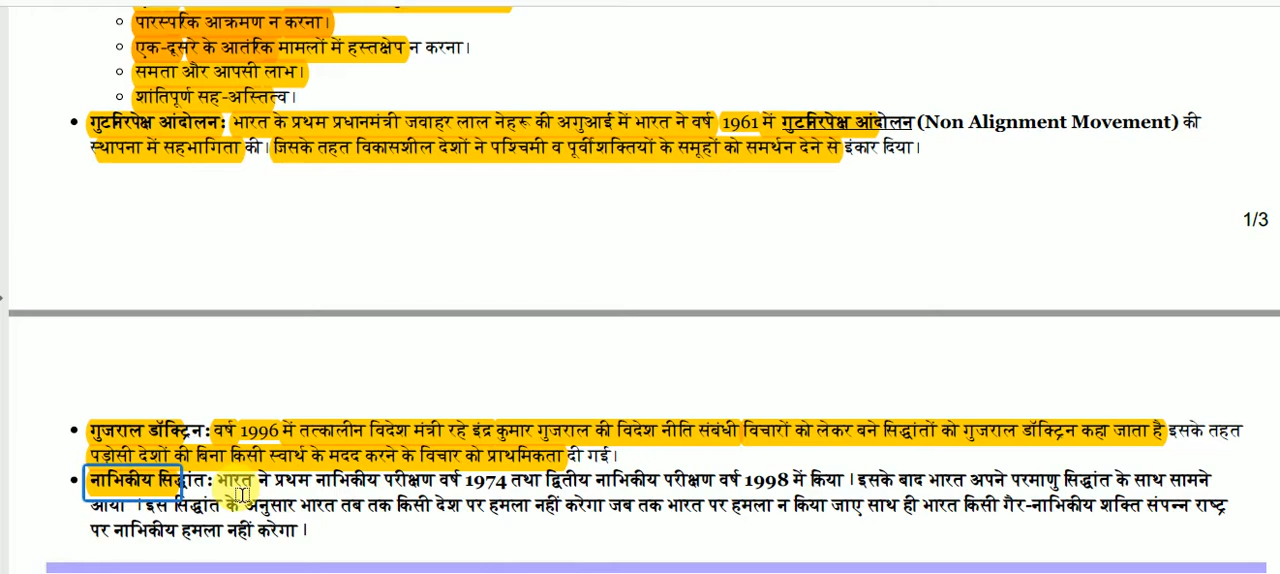 ○ पारस्परिक आक्रमण न करना।
○ एक-दूसरे के आतंरिक मामलों में हस्तक्षेप न करना।
○ समता और आपसी लाभ।
○ शांतिपूर्ण सह-अस्तित्व।
• गुटनिरपेक्ष आंदोलन: भारत के प्रथम प्रधानमंत्री जवाहर लाल नेहरू की अगुआई में भारत ने वर्ष 1961 में गुटनिरपेक्ष आंदोलन (Non Alignment Movement) की
स्थापना में सहभागिता की। जिसके तहत विकासशील देशों ने पश्चिमी व पूर्वी शक्तियों के समूहों को समर्थन देने से इंकार दिया।
1/3
• गुजराल डॉक्ट्रिन: वर्ष 1996 में तत्कालीन विदेश मंत्री रहे इंद्र कुमार गुजराल की विदेश नीति संबंधी विचारों को लेकर बने सिद्धांतों को गुजराल डॉक्ट्रिन कहा जाता है इसके तहत
पड़ोसी देशों की बिना किसी स्वार्थ के मदद करने के विचार को प्राथमिकता दी गई।
• नाभिकीय सिद्धांत: भारत ने प्रथम नाभिकीय परीक्षण वर्ष 1974 तथा द्वितीय नाभिकीय परीक्षण वर्ष 1998 में किया। इसके बाद भारत अपने परमाणु सिद्धांत के साथ सामने
आया । इस सिद्धांत के अनुसार भारत तब तक किसी देश पर हमला नहीं करेगा जब तक भारत पर हमला न किया जाए साथ ही भारत किसी गैर-नाभिकीय शक्ति संपन्न राष्ट्र
पर नाभिकीय हमला नहीं करेगा।